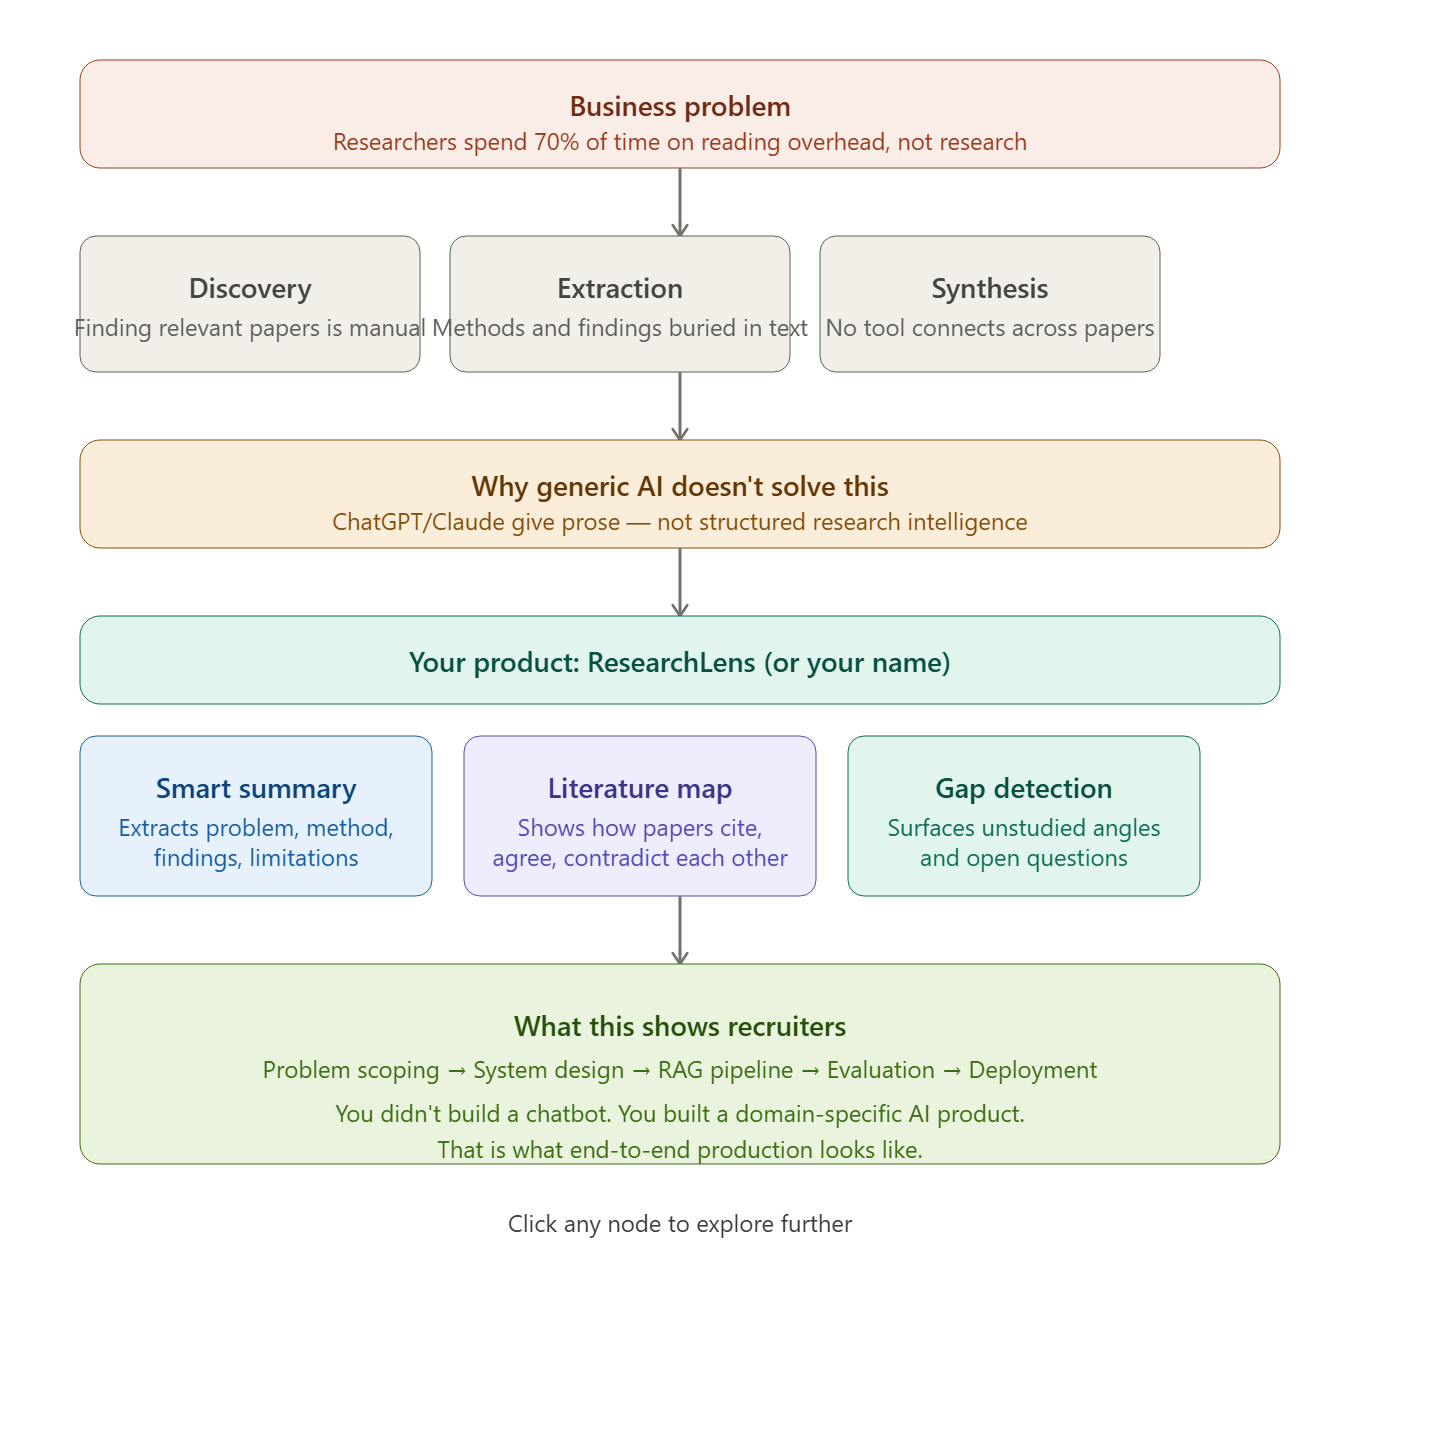 Business problem
Researchers spend 70% of time on reading overhead, not research
Discovery
Finding relevant papers is manual
Extraction
Methods and findings buried in text
Synthesis
No tool connects across papers
Why generic AI doesn't solve this
ChatGPT/Claude give prose — not structured research intelligence
Your product: ResearchLens (or your name)
Smart summary
Extracts problem, method,
findings, limitations
Literature map
Shows how papers cite,
agree, contradict each other
Gap detection
Surfaces unstudied angles
and open questions
What this shows recruiters
Problem scoping → System design → RAG pipeline → Evaluation → Deployment
You didn't build a chatbot. You built a domain-specific AI product.
That is what end-to-end production looks like.
Click any node to explore further